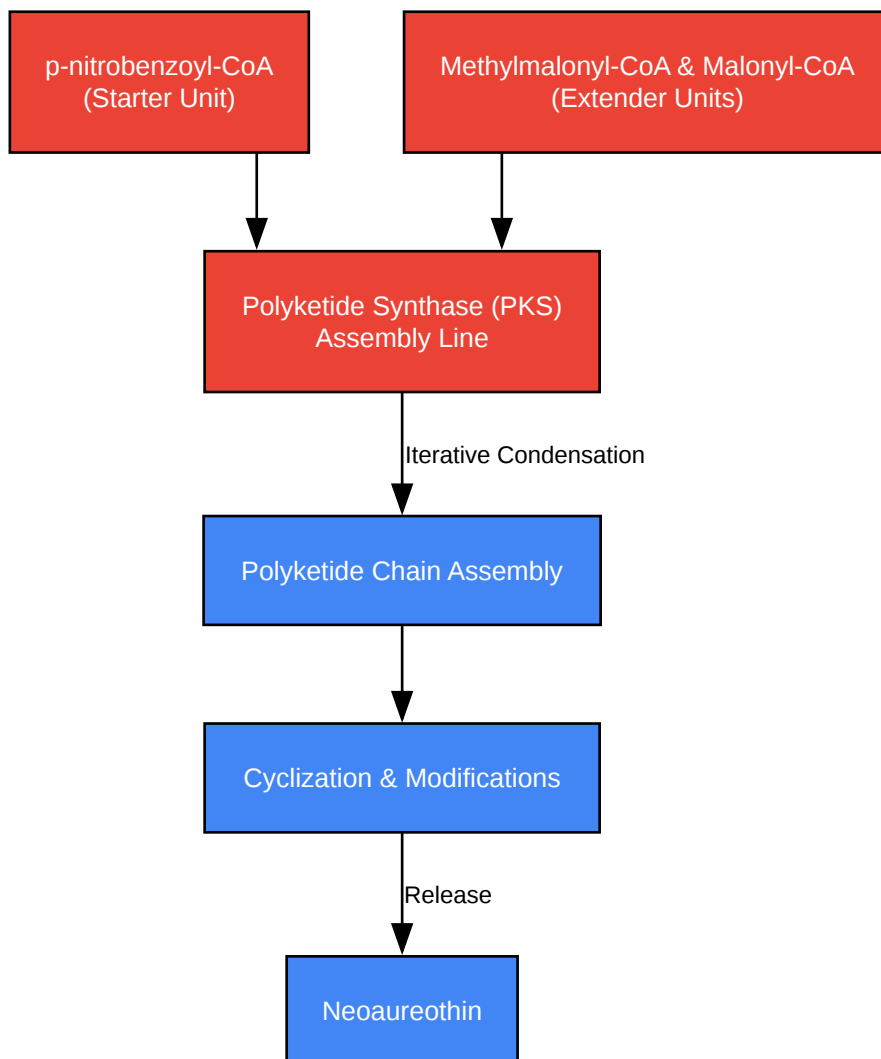 p-nitrobenzoyl-CoA
(Starter Unit)
Methylmalonyl-CoA & Malonyl-CoA
(Extender Units)
Polyketide Synthase (PKS)
Assembly Line
Iterative Condensation
Polyketide Chain Assembly
Cyclization & Modifications
Release
Neoaureothin